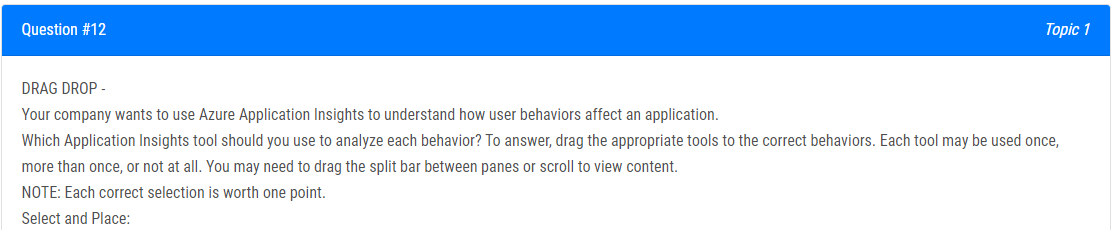 Question #12
Topic 1
DRAG DROP -
Your company wants to use Azure Application Insights to understand how user behaviors affect an application.
Which Application Insights tool should you use to analyze each behavior? To answer, drag the appropriate tools to the correct behaviors. Each tool may be used once,
more than once, or not at all. You may need to drag the split bar between panes or scroll to view content.
NOTE: Each correct selection is worth one point.
Select and Place: